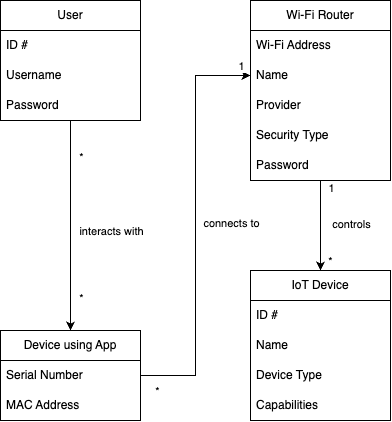 User
ID #
Username
Password
*
interacts with
*
Device using App
Serial Number
MAC Address
*
connects to
1
Wi-Fi Router
Wi-Fi Address
Name
Provider
Security Type
Password
1
controls
*
IoT Device
ID #
Name
Device Type
Capabilities